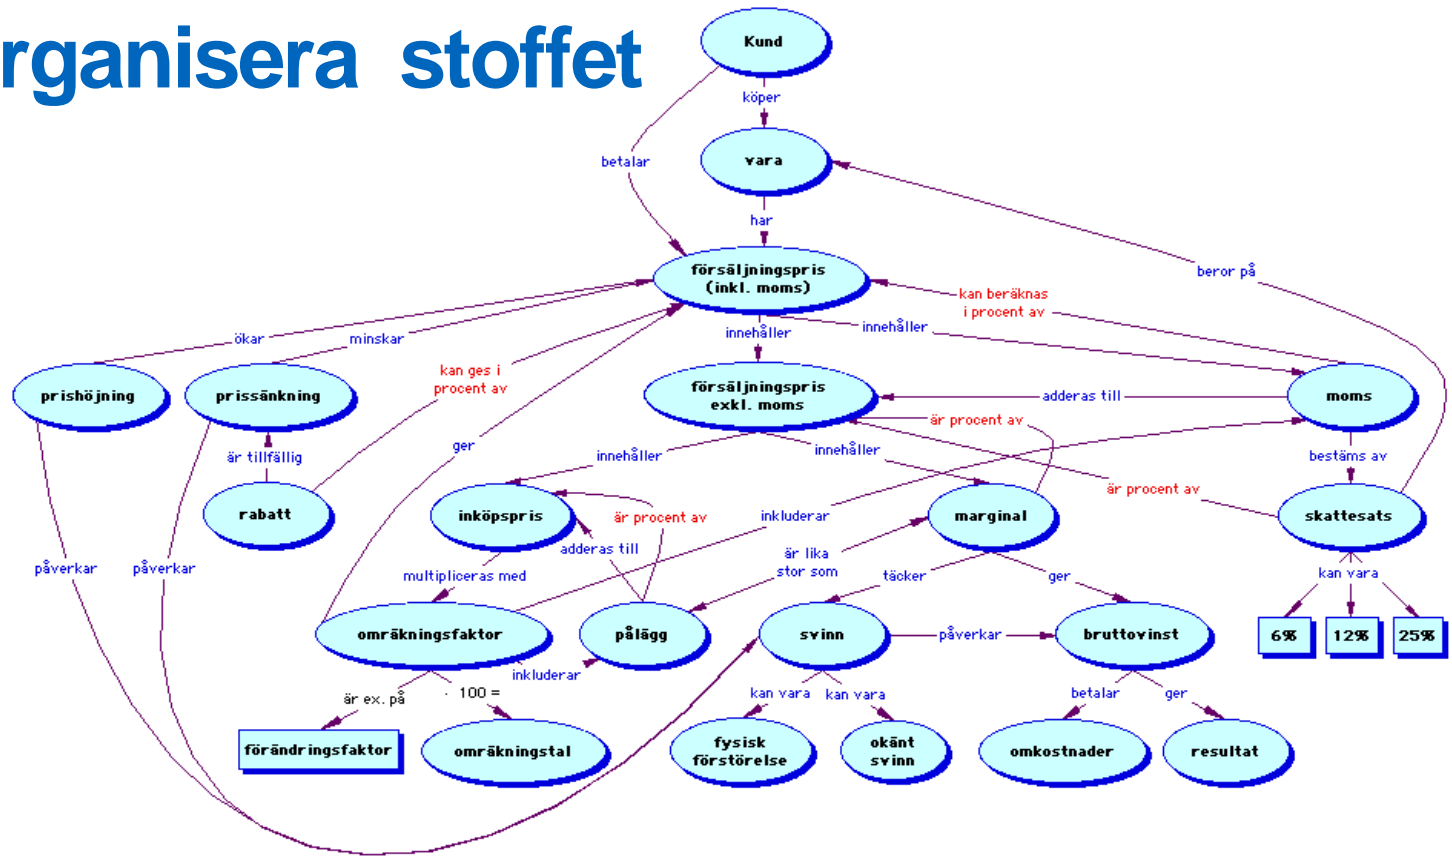 rganisera stoffet
Kund
köper
betalar
vara
har
beror på
försäljningspris
(inkl. moms)
kan beräknas
i procent av
ökar
minskar
innehåller
innehåller
kan ges i
procent av
prishöjning
prissänkning
försäljningspris
exkl. moms
adderas till
moms
är procent av
ger
är tillfällig
innehåller
innehåller
bestäms av
rabatt
inköpspris
är procent av
inkluderar
marginal
är procent av
skattesats
adderas till
är lika
stor som
påverkar
påverkar
multipliceras med
täcker
ger
kan vara
omräkningsfaktor
pålägg
svinn
påverkar
bruttovinst
6%
12%
25%
inkluderar
är ex. på
· 100 =
kan vara
kan vara
betalar
ger
förändringsfaktor
omräkningstal
fysisk
förstörelse
okänt
svinn
omkostnader
resultat